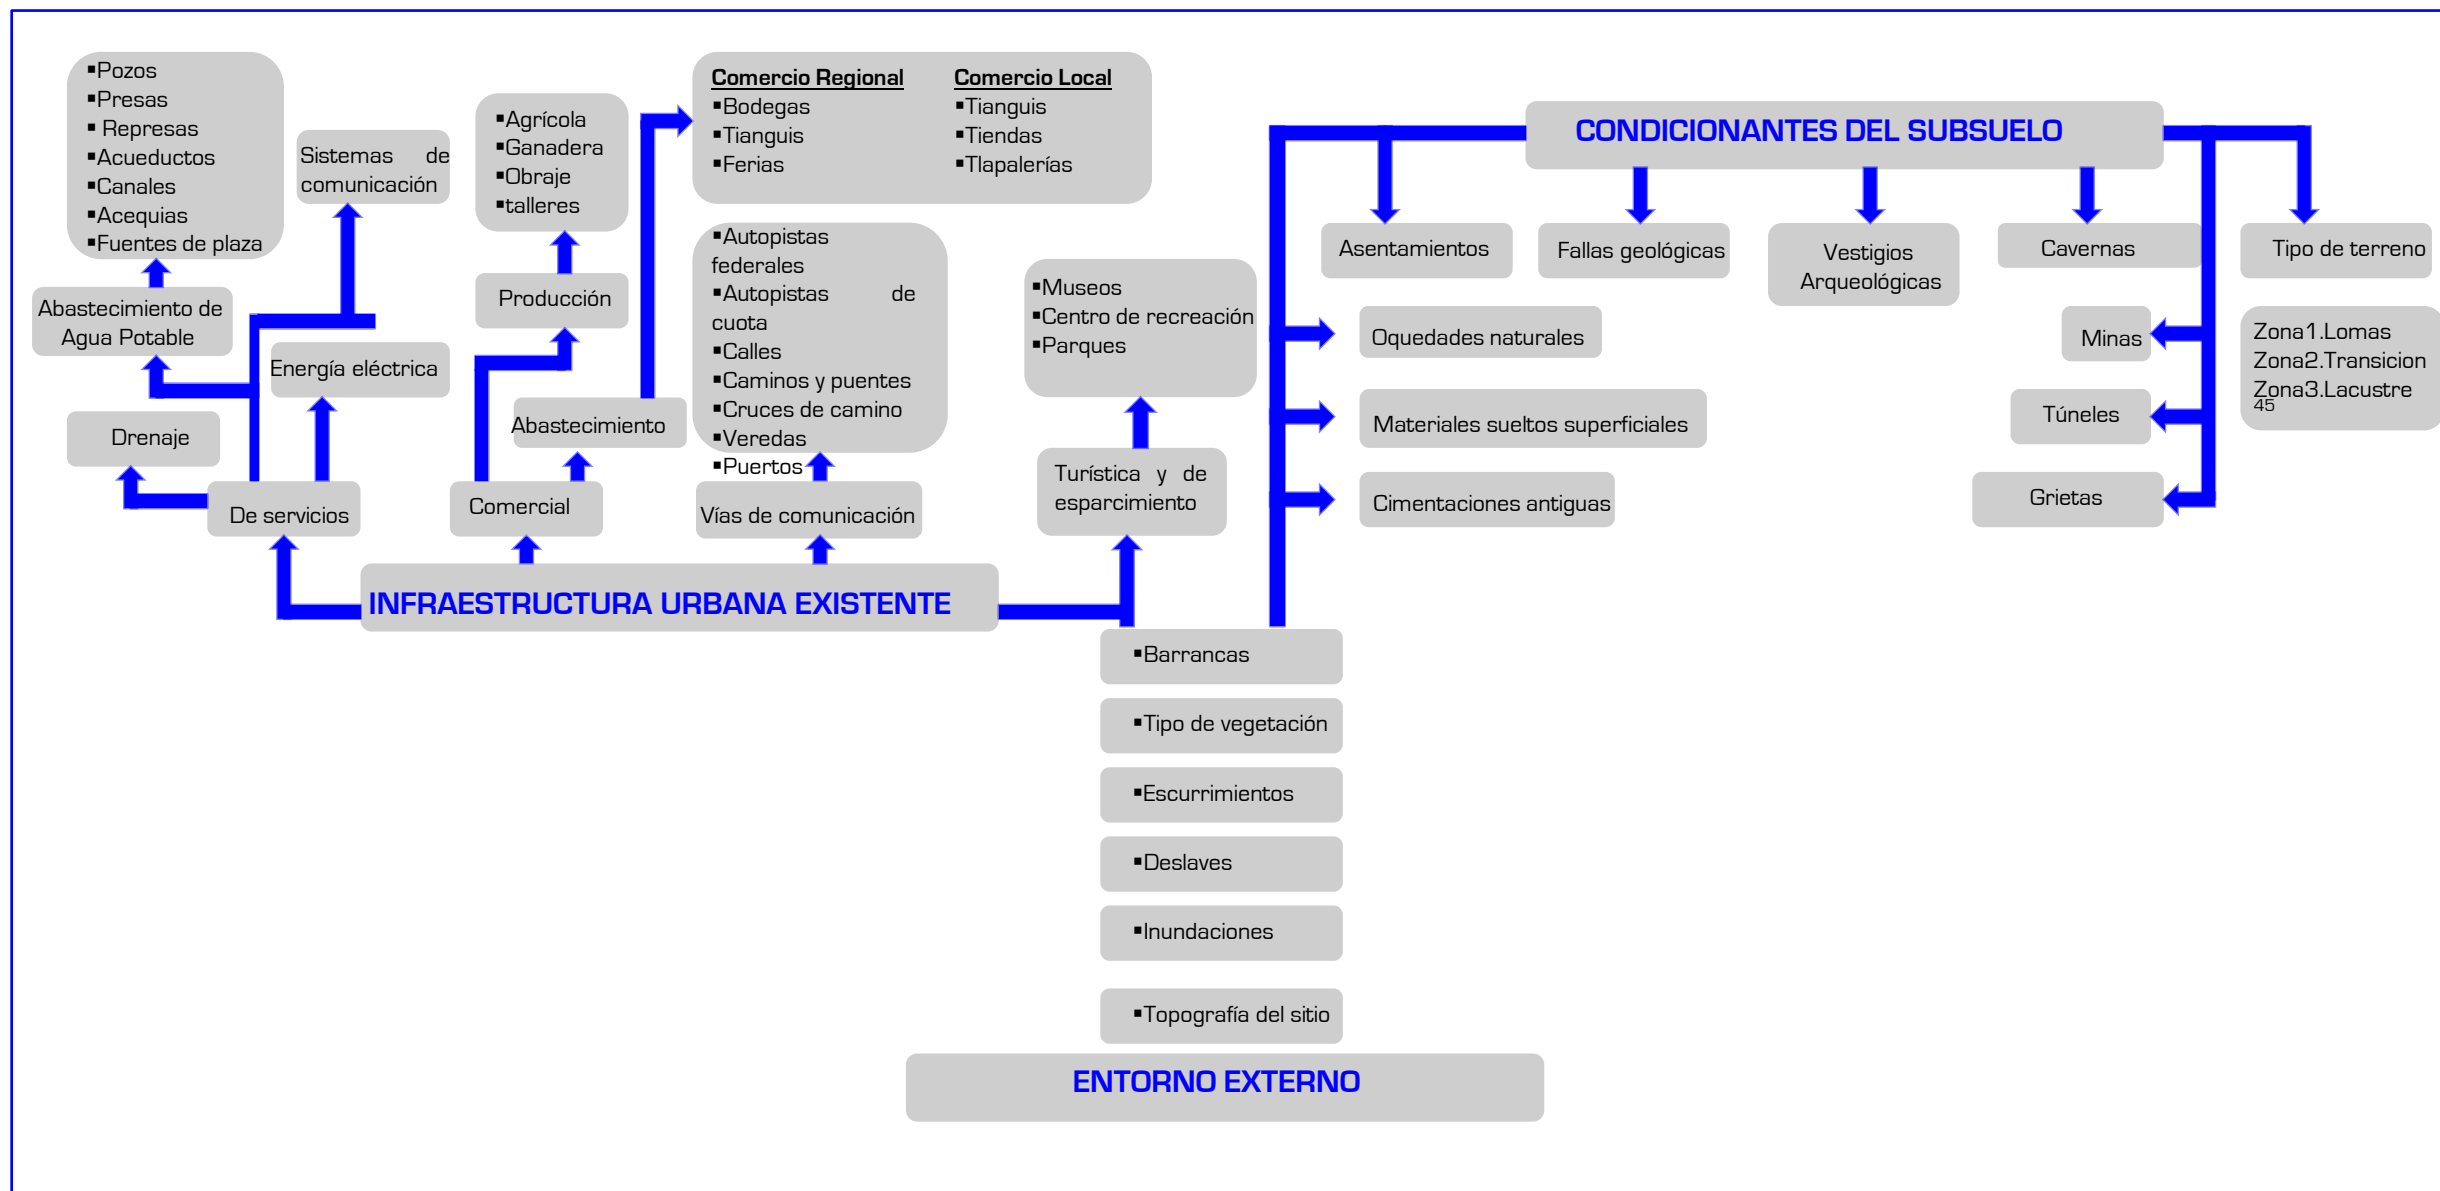 ▪Pozos
▪Presas
▪ Represas
▪Acueductos
▪Canales
▪Acequias
▪Fuentes de plaza
Sistemas de
comunicación
▪Agrícola
▪Ganadera
▪Obraje
▪talleres
Comercio Regional
▪Bodegas
▪Tianguis
▪Ferias
Comercio Local
▪Tianguis
▪Tiendas
▪Tlapalerías
Abastecimiento de
Agua Potable
Energía eléctrica
Drenaje
De servicios
Producción
Abastecimiento
Comercial
▪Autopistas
federales
▪Autopistas de
cuota
▪Calles
▪Caminos y puentes
▪Cruces de camino
▪Veredas
▪Puertos
Vías de comunicación
▪Museos
▪Centro de recreación
▪Parques
Turística y de
esparcimiento
INFRAESTRUCTURA URBANA EXISTENTE
CONDICIONANTES DEL SUBSUELO
Asentamientos
Fallas geológicas
Vestigios
Arqueológicas
Cavernas
Tipo de terreno
Oquedades naturales
Materiales sueltos superficiales
Cimentaciones antiguas
Minas
Túneles
Grietas
Zona1.Lomas
Zona2.Transicion
Zona3.Lacustre
45
▪Barrancas
▪Tipo de vegetación
▪Escurrimientos
▪Deslaves
▪Inundaciones
▪Topografía del sitio
ENTORNO EXTERNO